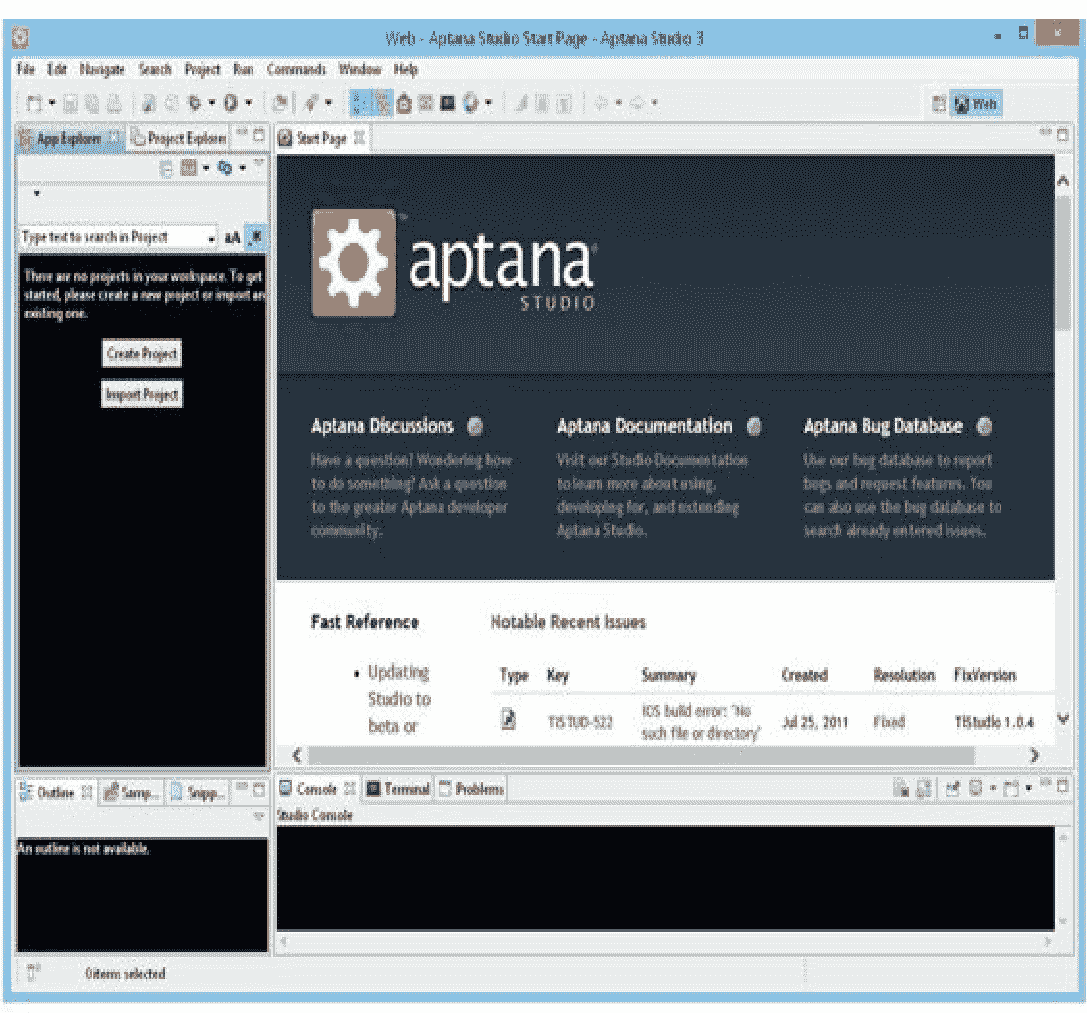 Web - Aptana Studio Start Page - Aptana Studio 3
File Edit Navigate Search Project Run Commands Window Help
Web
App Explorer Project Explorer
Start Page
Type text to search in Project
aA .*
There are no projects in your workspace. To get
started, please create a new project or import an
existing one.
Create Project
Import Project
aptana
STUDIO
Aptana Discussions
Have a question? Wondering how
to do something? Ask a question
to the greater Aptana developer
community.
Aptana Documentation
Visit our Studio Documentation
to learn more about using,
developing for, and extending
Aptana Studio.
Aptana Bug Database
Use our bug database to report
bugs and request features. You
can also use the bug database to
search already entered issues.
Fast Reference
• Updating
Studio to
beta or
Notable Recent Issues
Type Key Summary Created Resolution FixVersion
TISTUD-522 iOS build error: "No such file or directory" Jul 25, 2011 Fixed TIStudio 1.0.4
Outline Samp... Snipp...
An outline is not available.
Console Terminal Problems
Studio Console
0 items selected